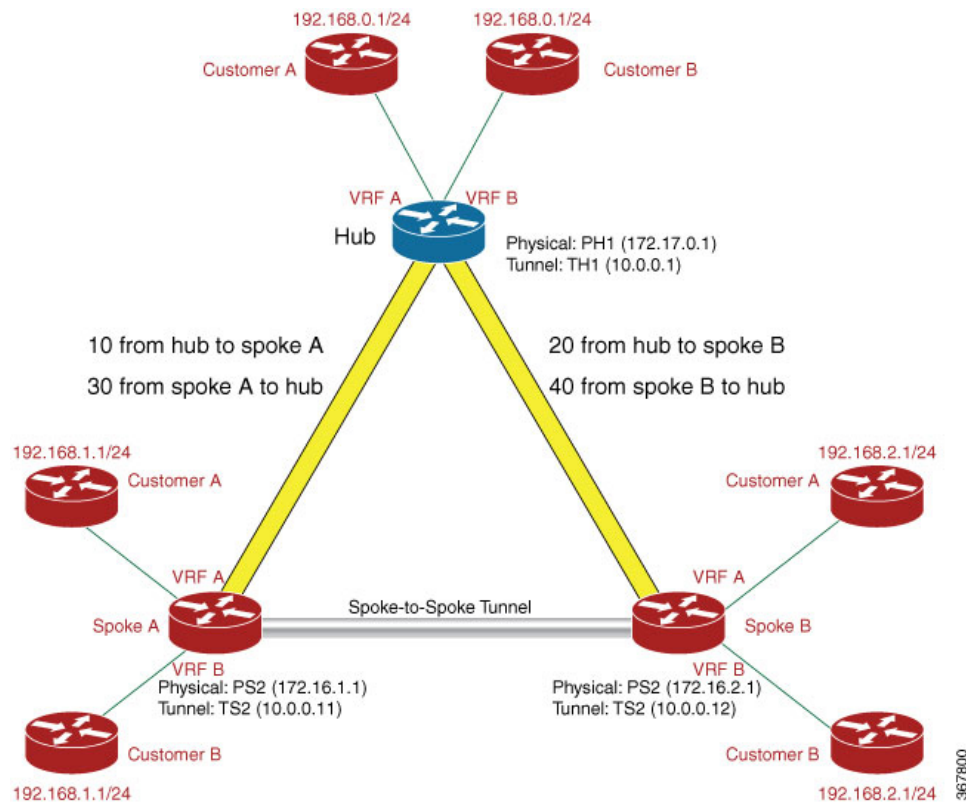 192.168.0.1/24
192.168.0.1/24
Customer A
Customer B
VRF A
VRF B
Hub
Physical: PH1 (172.17.0.1)
Tunnel: TH1 (10.0.0.1)
10 from hub to spoke A
30 from spoke A to hub
20 from hub to spoke B
40 from spoke B to hub
192.168.1.1/24
Customer A
192.168.2.1/24
Customer A
VRF A
Spoke A
VRF B
Spoke-to-Spoke Tunnel
VRF A
Spoke B
VRF B
Physical: PS2 (172.16.1.1)
Tunnel: TS2 (10.0.0.11)
Physical: PS2 (172.16.2.1)
Tunnel: TS2 (10.0.0.12)
Customer B
192.168.1.1/24
Customer B
192.168.2.1/24
367800